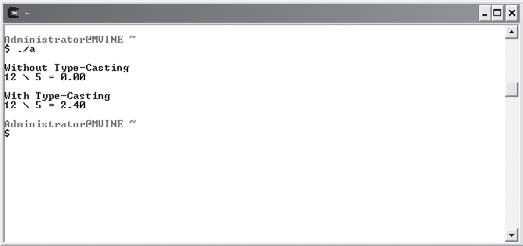 ~
Administrator@MVINE ~
$ ./a
Without Type-Casting
12 \ 5 = 0.00
With Type-Casting
12 \ 5 = 2.40
Administrator@MVINE ~
$